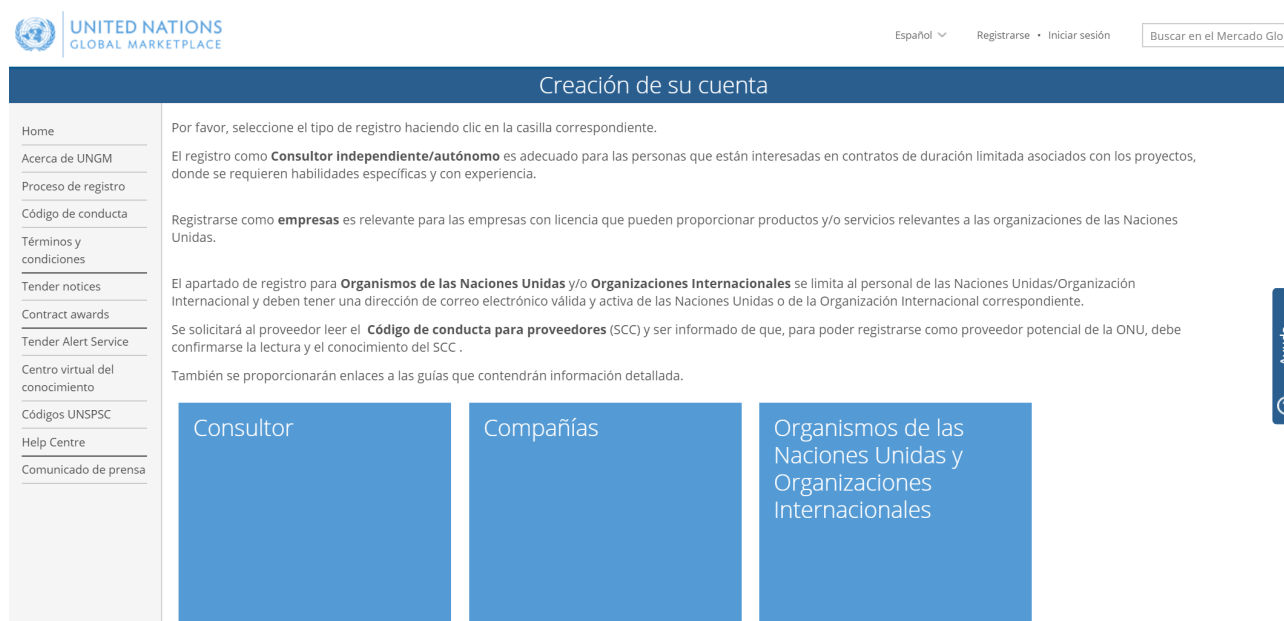 UNITED NATIONS
GLOBAL MARKETPLACE
Español
Registrarse • Iniciar sesión
Buscar en el Mercado Glo
Creación de su cuenta
Home
Acerca de UNGM
Proceso de registro
Código de conducta
Términos y
condiciones
Tender notices
Contract awards
Tender Alert Service
Centro virtual del
conocimiento
Códigos UNSPSC
Help Centre
Comunicado de prensa
Por favor, seleccione el tipo de registro haciendo clic en la casilla correspondiente.
El registro como Consultor independiente/autónomo es adecuado para las personas que están interesadas en contratos de duración limitada asociados con los proyectos,
donde se requieren habilidades específicas y con experiencia.
Registrarse como empresas es relevante para las empresas con licencia que pueden proporcionar productos y/o servicios relevantes a las organizaciones de las Naciones
Unidas.
El apartado de registro para Organismos de las Naciones Unidas y/o Organizaciones Internacionales se limita al personal de las Naciones Unidas/Organización
Internacional y deben tener una dirección de correo electrónico válida y activa de las Naciones Unidas o de la Organización Internacional correspondiente.
Se solicitará al proveedor leer el Código de conducta para proveedores (SCC) y ser informado de que, para poder registrarse como proveedor potencial de la ONU, debe
confirmarse la lectura y el conocimiento del SCC .
También se proporcionarán enlaces a las guías que contendrán información detallada.
Consultor
Compañías
Organismos de las
Naciones Unidas y
Organizaciones
Internacionales